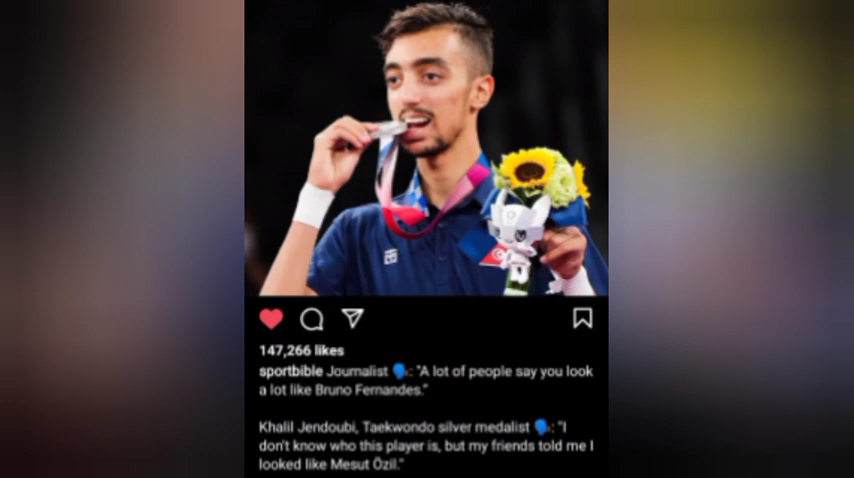 147,266 likes
sportbible Journalist 🗣️: "A lot of people say you look
a lot like Bruno Fernandes."
Khalil Jendoubi, Taekwondo silver medalist 🗣️: "I
don't know who this player is, but my friends told me I
looked like Mesut Özil."